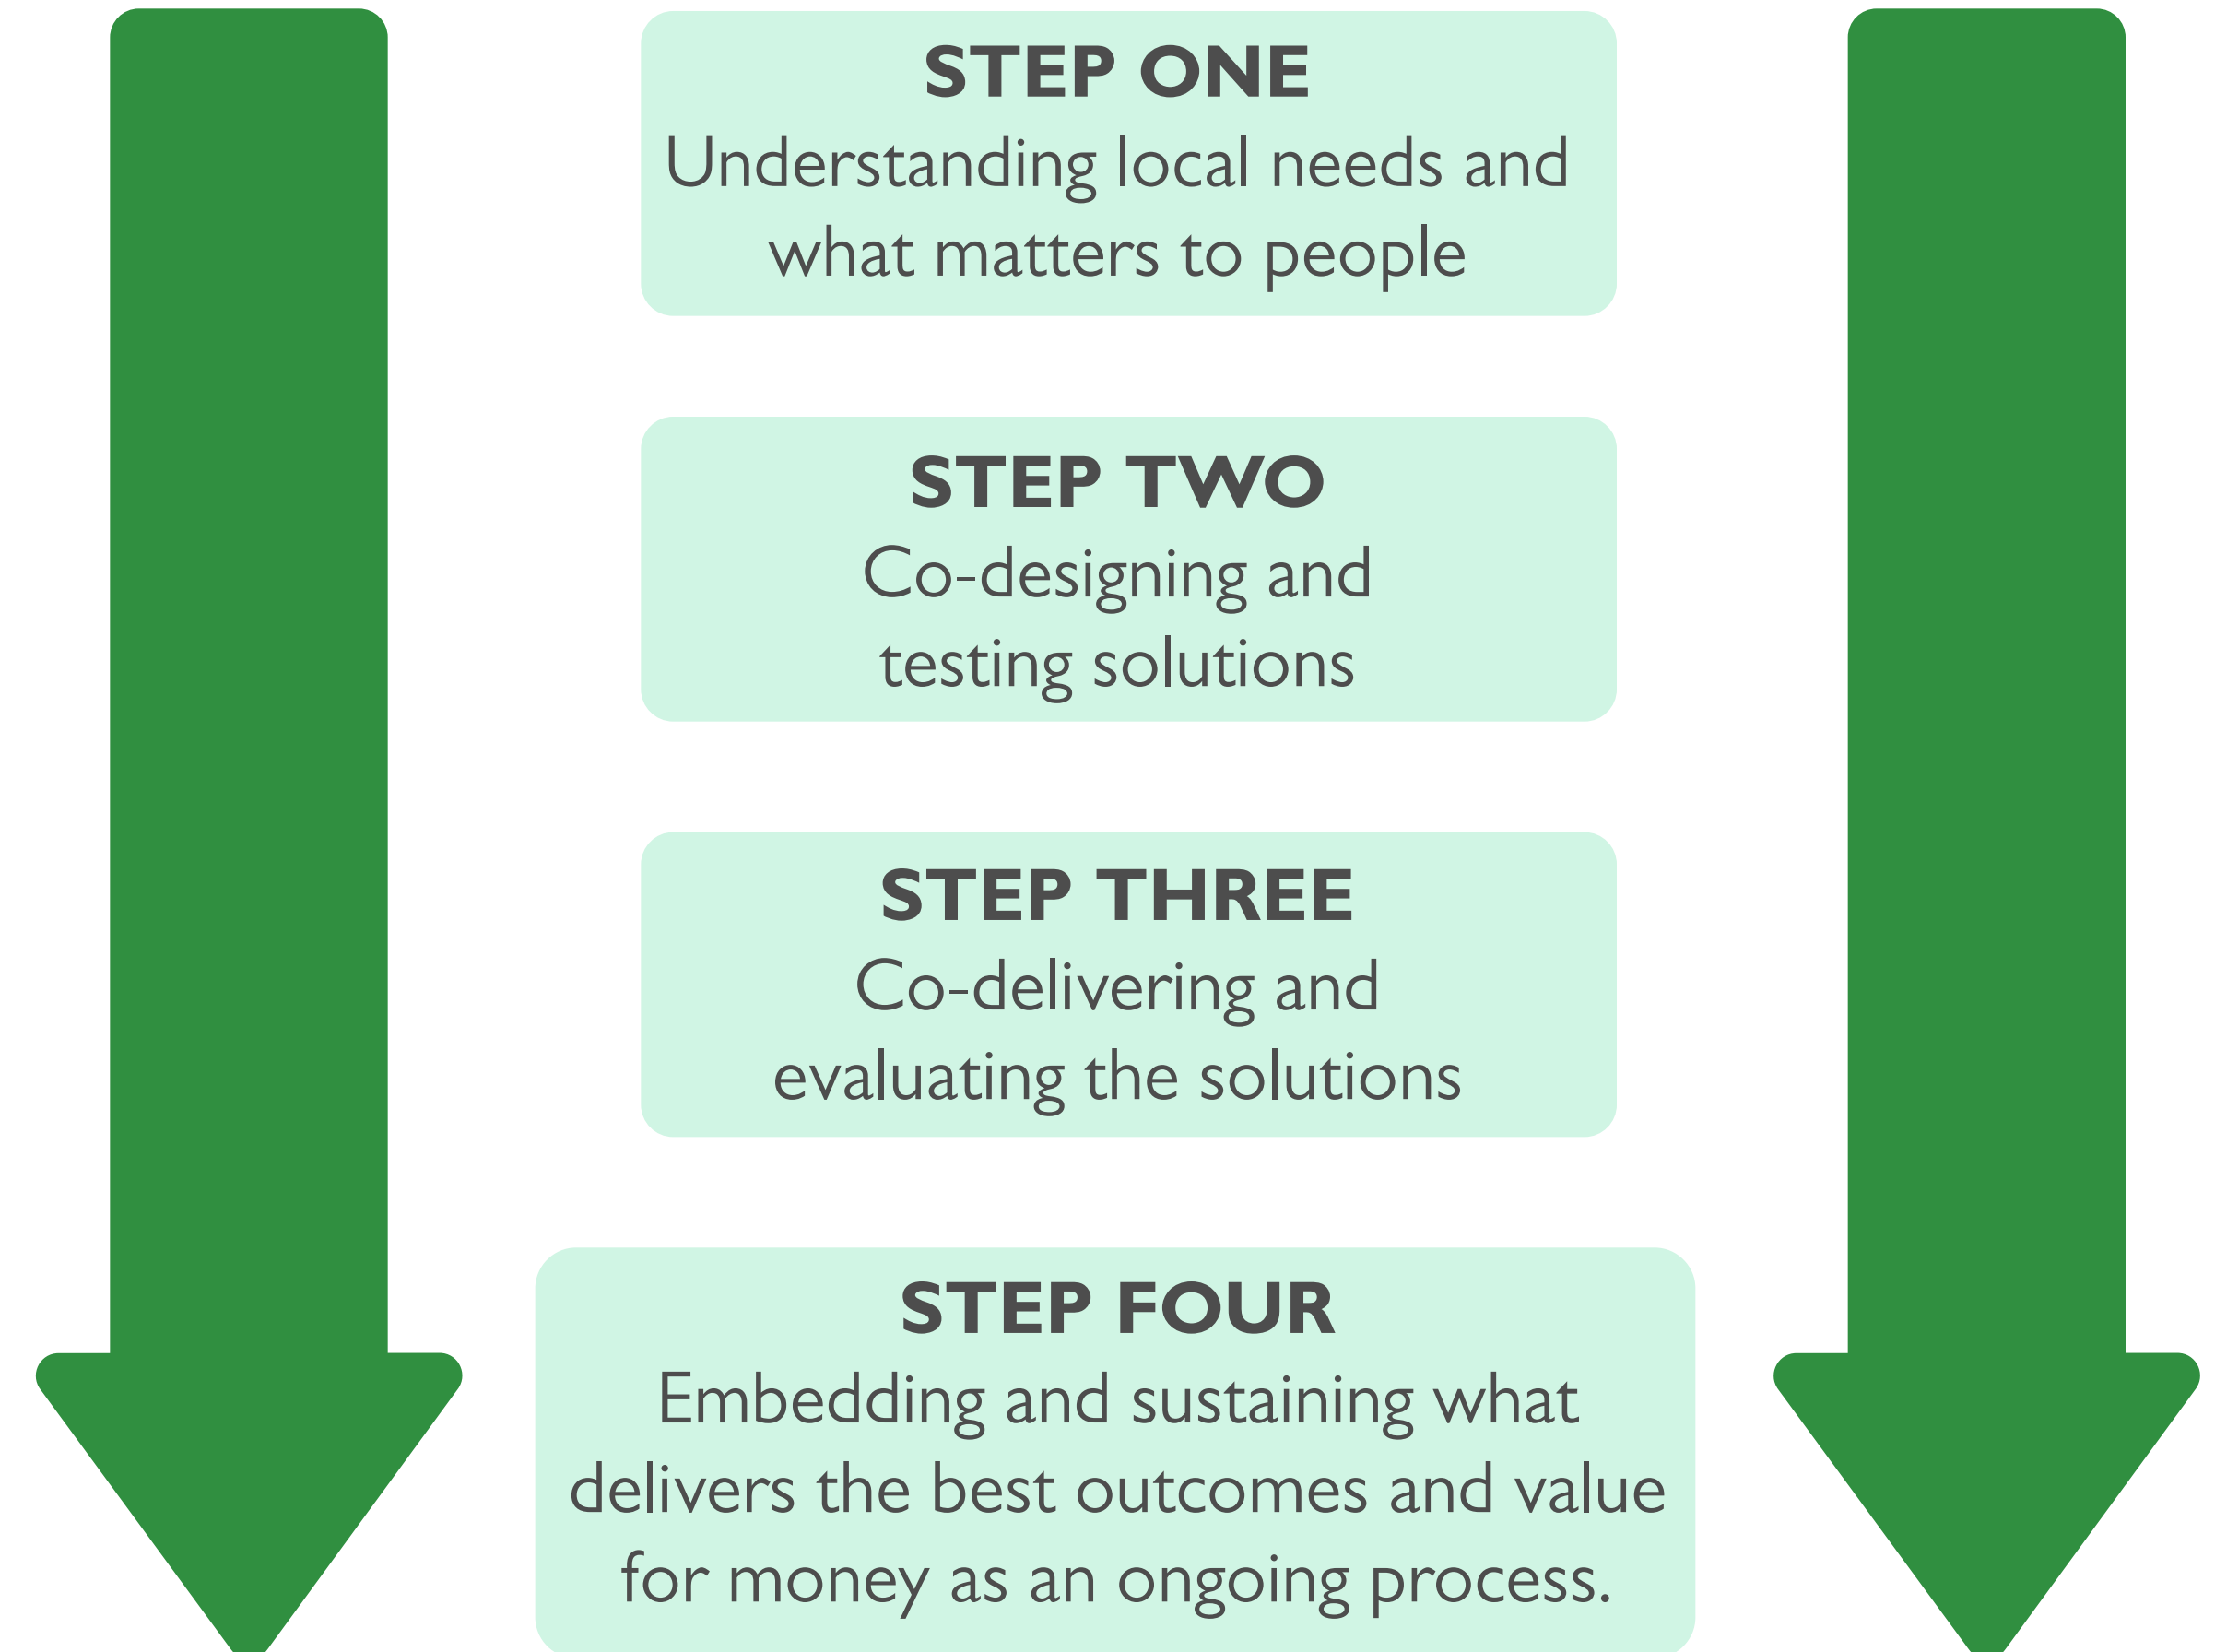 STEP ONE
Understanding local needs and
what matters to people
STEP TWO
Co-designing and
testing solutions
STEP THREE
Co-delivering and
evaluating the solutions
STEP FOUR
Embedding and sustaining what
delivers the best outcome and value
for money as an ongoing process.